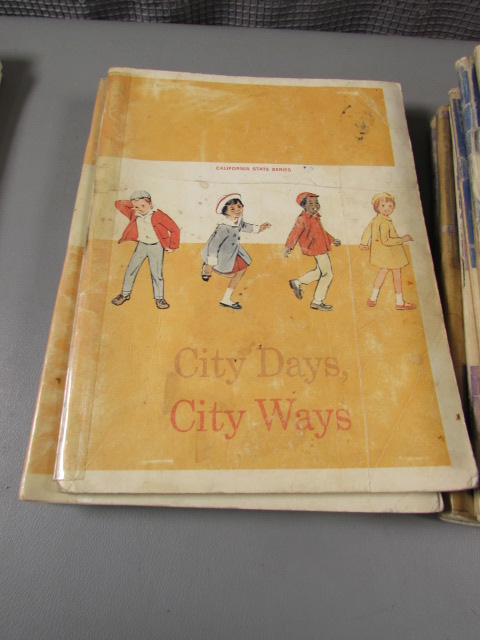 CALIFORNIA STATE SERIES
City Days,
City Ways